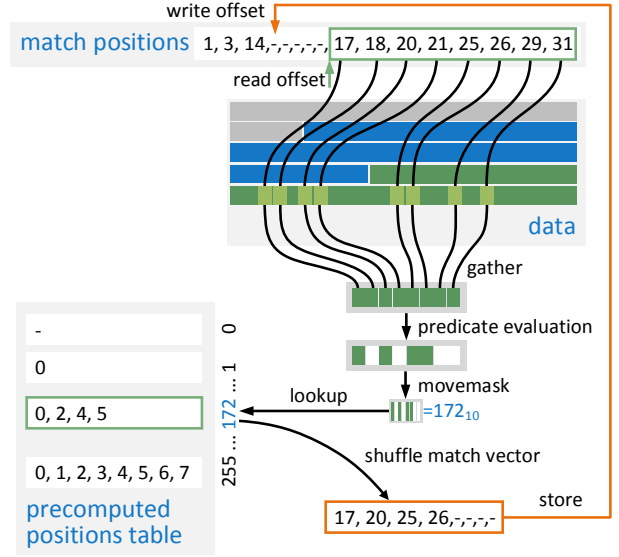 write offset
match positions 1, 3, 14,-,-,-,-,-, 17, 18, 20, 21, 25, 26, 29, 31
read offset
data
gather
- 0
predicate evaluation
0 ... 1
movemask
lookup
0, 2, 4, 5 172 =172₁₀
shuffle match vector
0, 1, 2, 3, 4, 5, 6, 7 255 ...
precomputed
positions table
store
17, 20, 25, 26,-,-,-,-